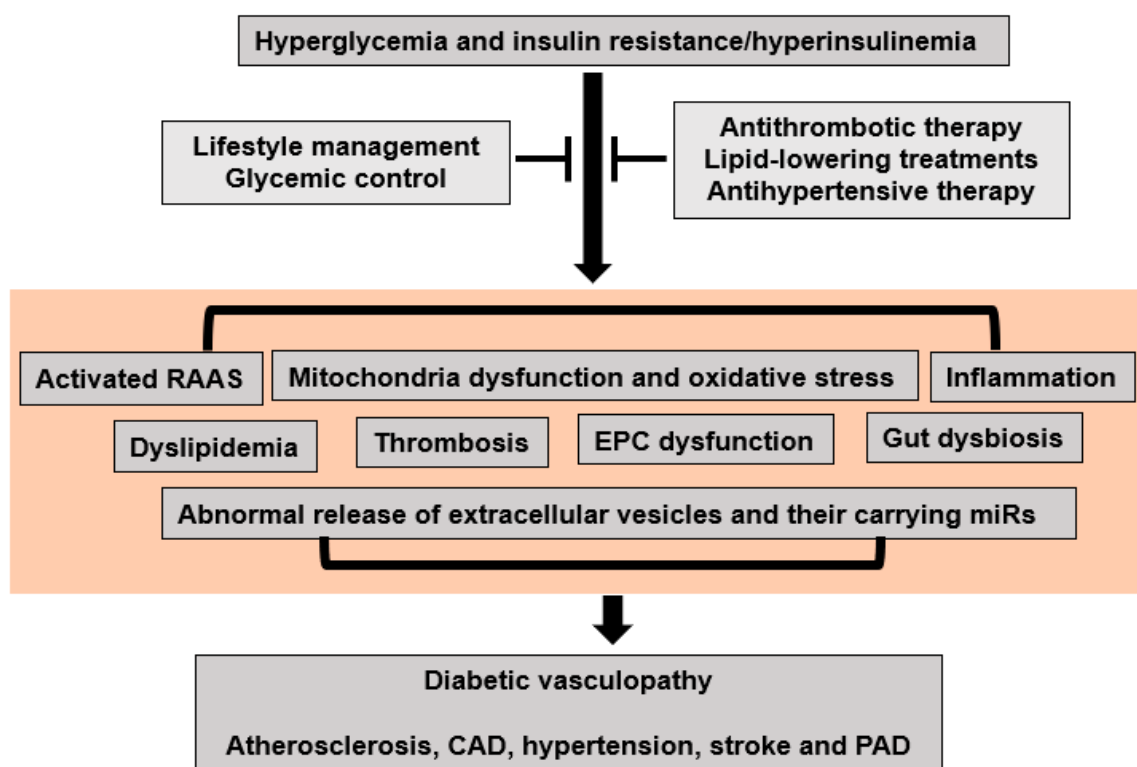 Hyperglycemia and insulin resistance/hyperinsulinemia
Lifestyle management
Glycemic control
Antithrombotic therapy
Lipid-lowering treatments
Antihypertensive therapy
Activated RAAS
Mitochondria dysfunction and oxidative stress
Inflammation
Dyslipidemia
Thrombosis
EPC dysfunction
Gut dysbiosis
Abnormal release of extracellular vesicles and their carrying miRs
Diabetic vasculopathy
Atherosclerosis, CAD, hypertension, stroke and PAD